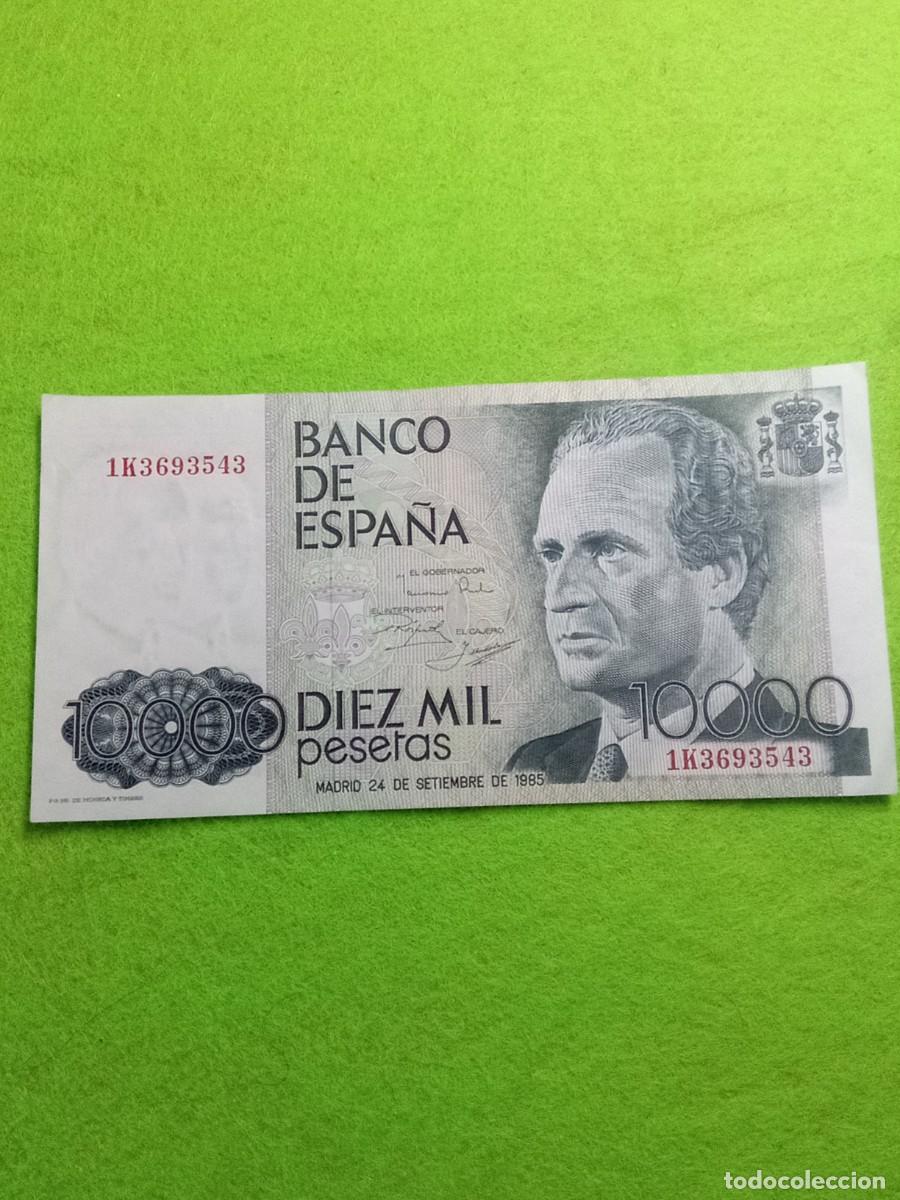 1K3693543
BANCO
DE
ESPAÑA
EL GOBERNADOR
EL INTERVENTOR
EL CAJERO
10000
DIEZ MIL
pesetas
MADRID 24 DE SETIEMBRE DE 1985
10000
1K3693543
todocoleccion